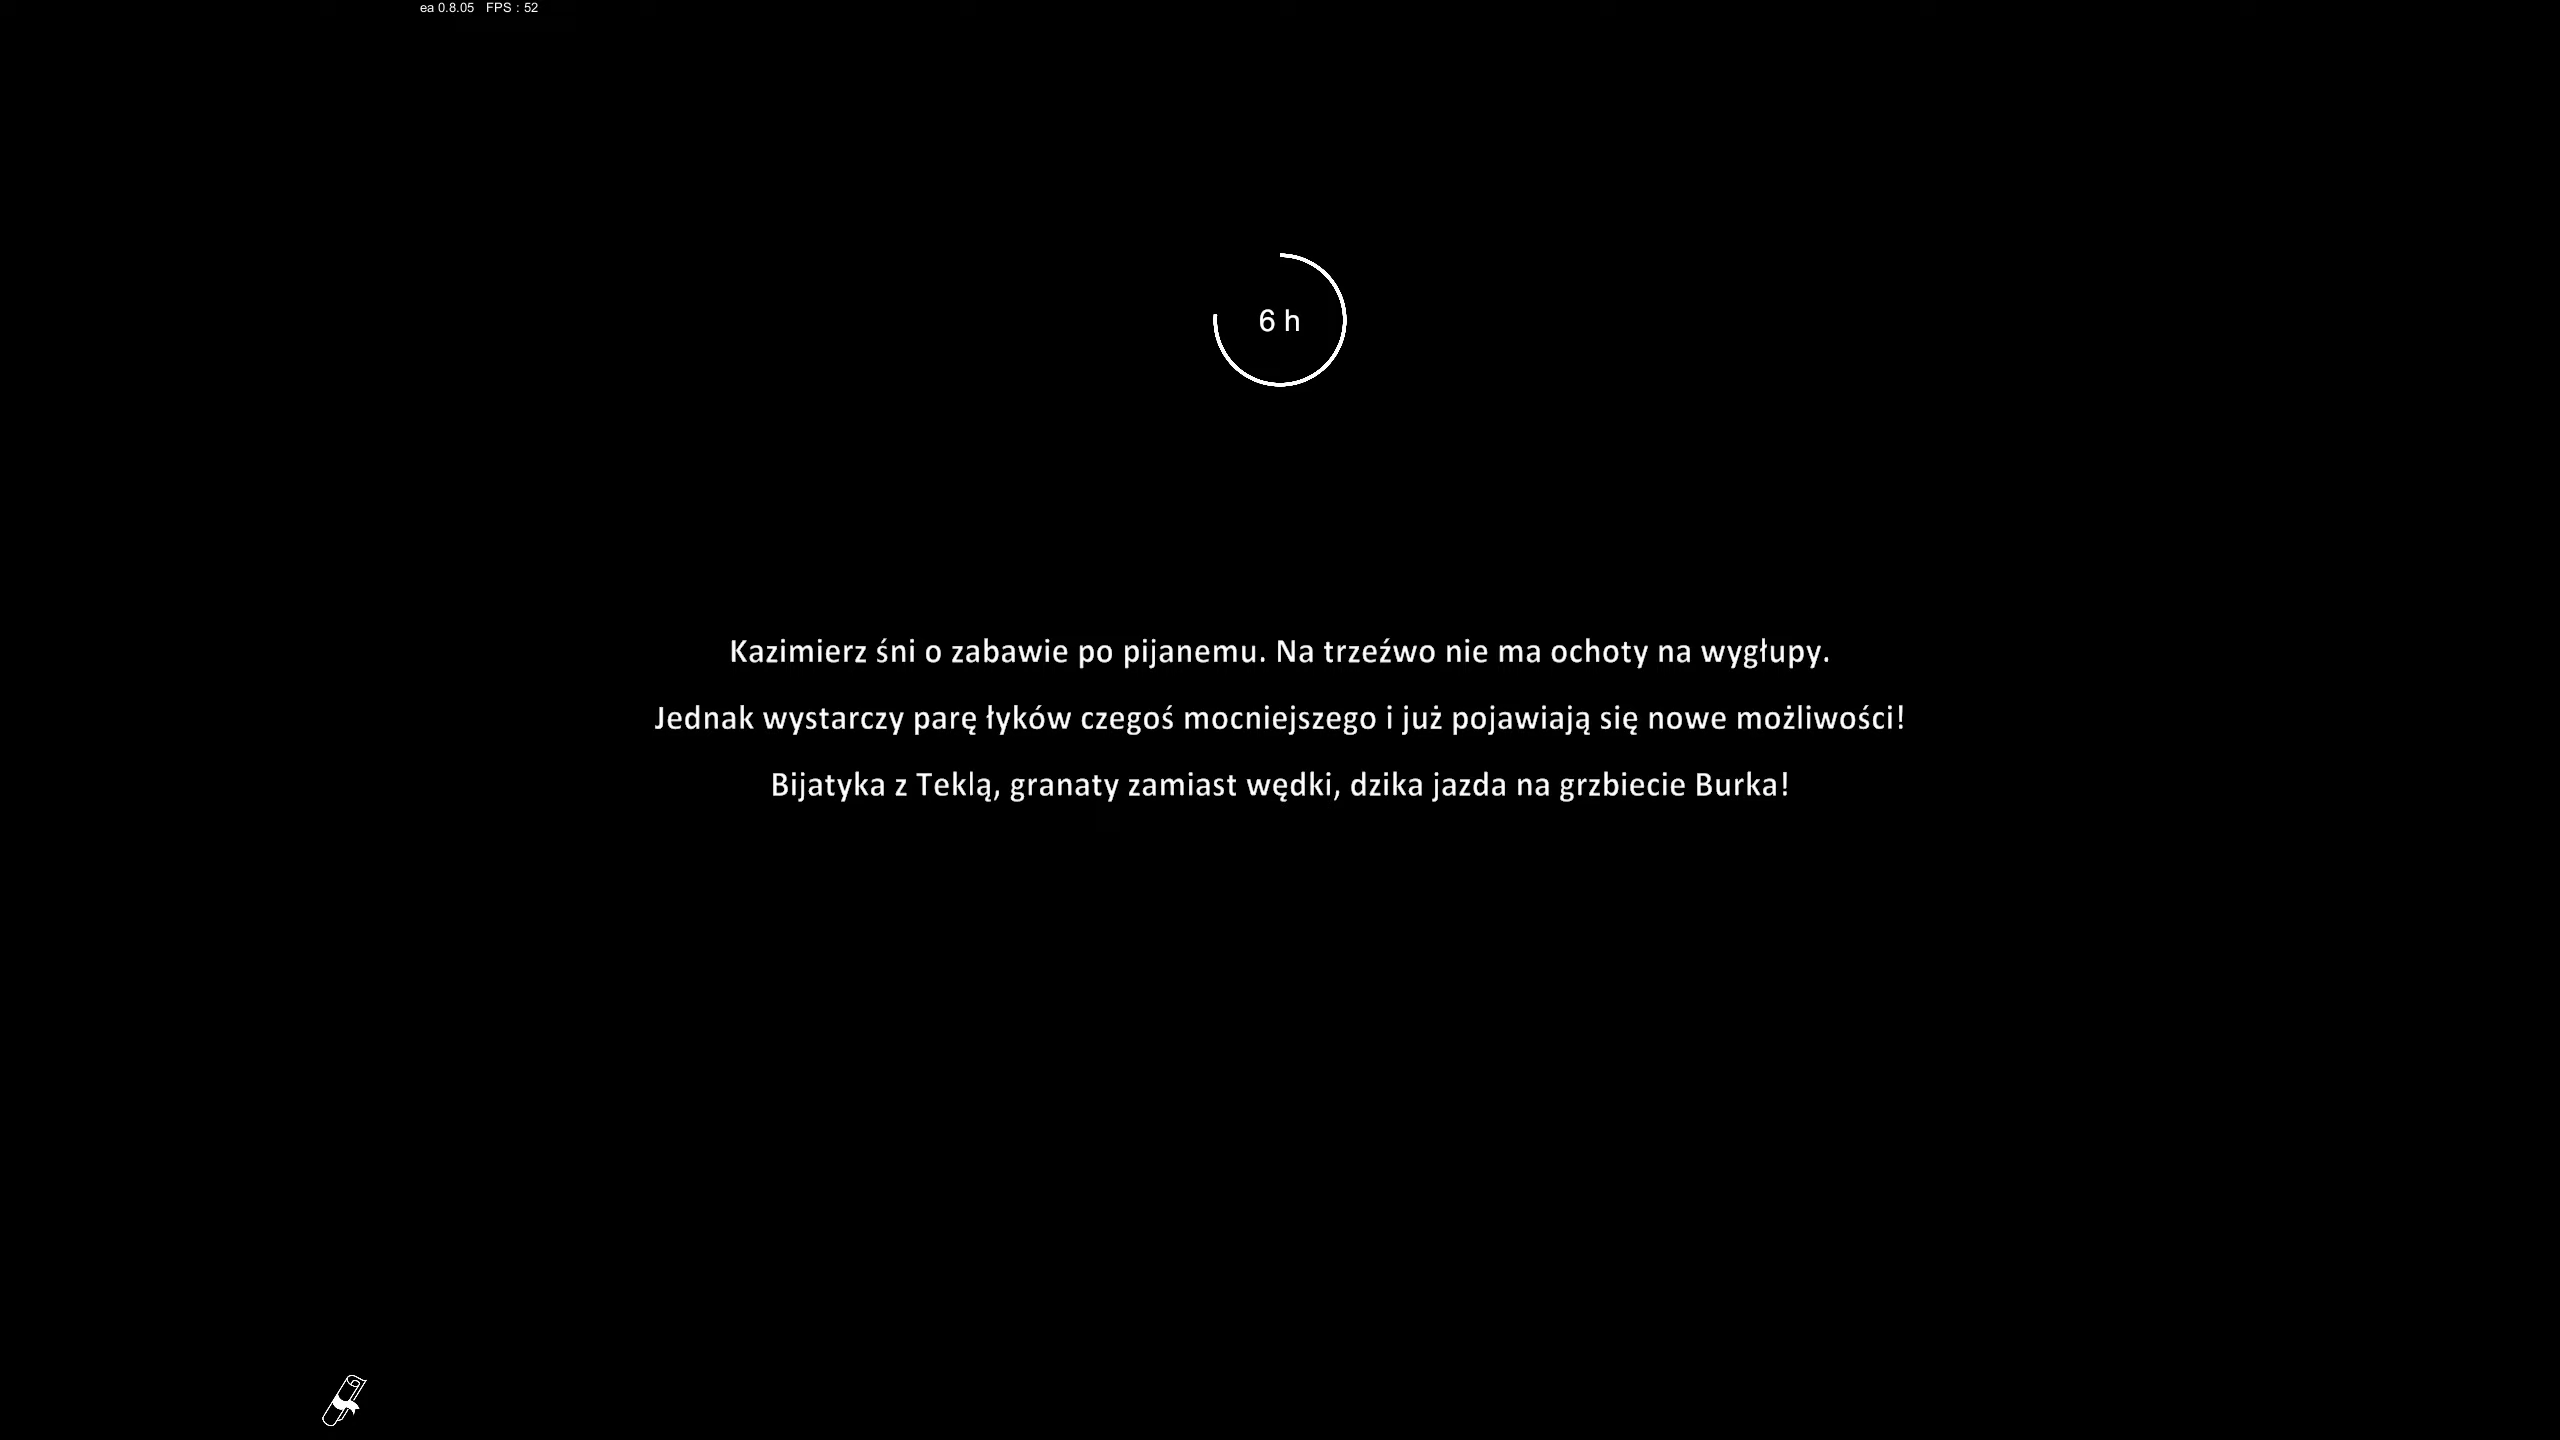 ea 0.8.05 FPS : 52
6 h
Kazimierz śni o zabawie po pijanemu. Na trzeźwo nie ma ochoty na wygłupy.
Jednak wystarczy parę łyków czegoś mocniejszego i już pojawiają się nowe możliwości!
Bijatyka z Teklą, granaty zamiast wędki, dzika jazda na grzbiecie Burka!